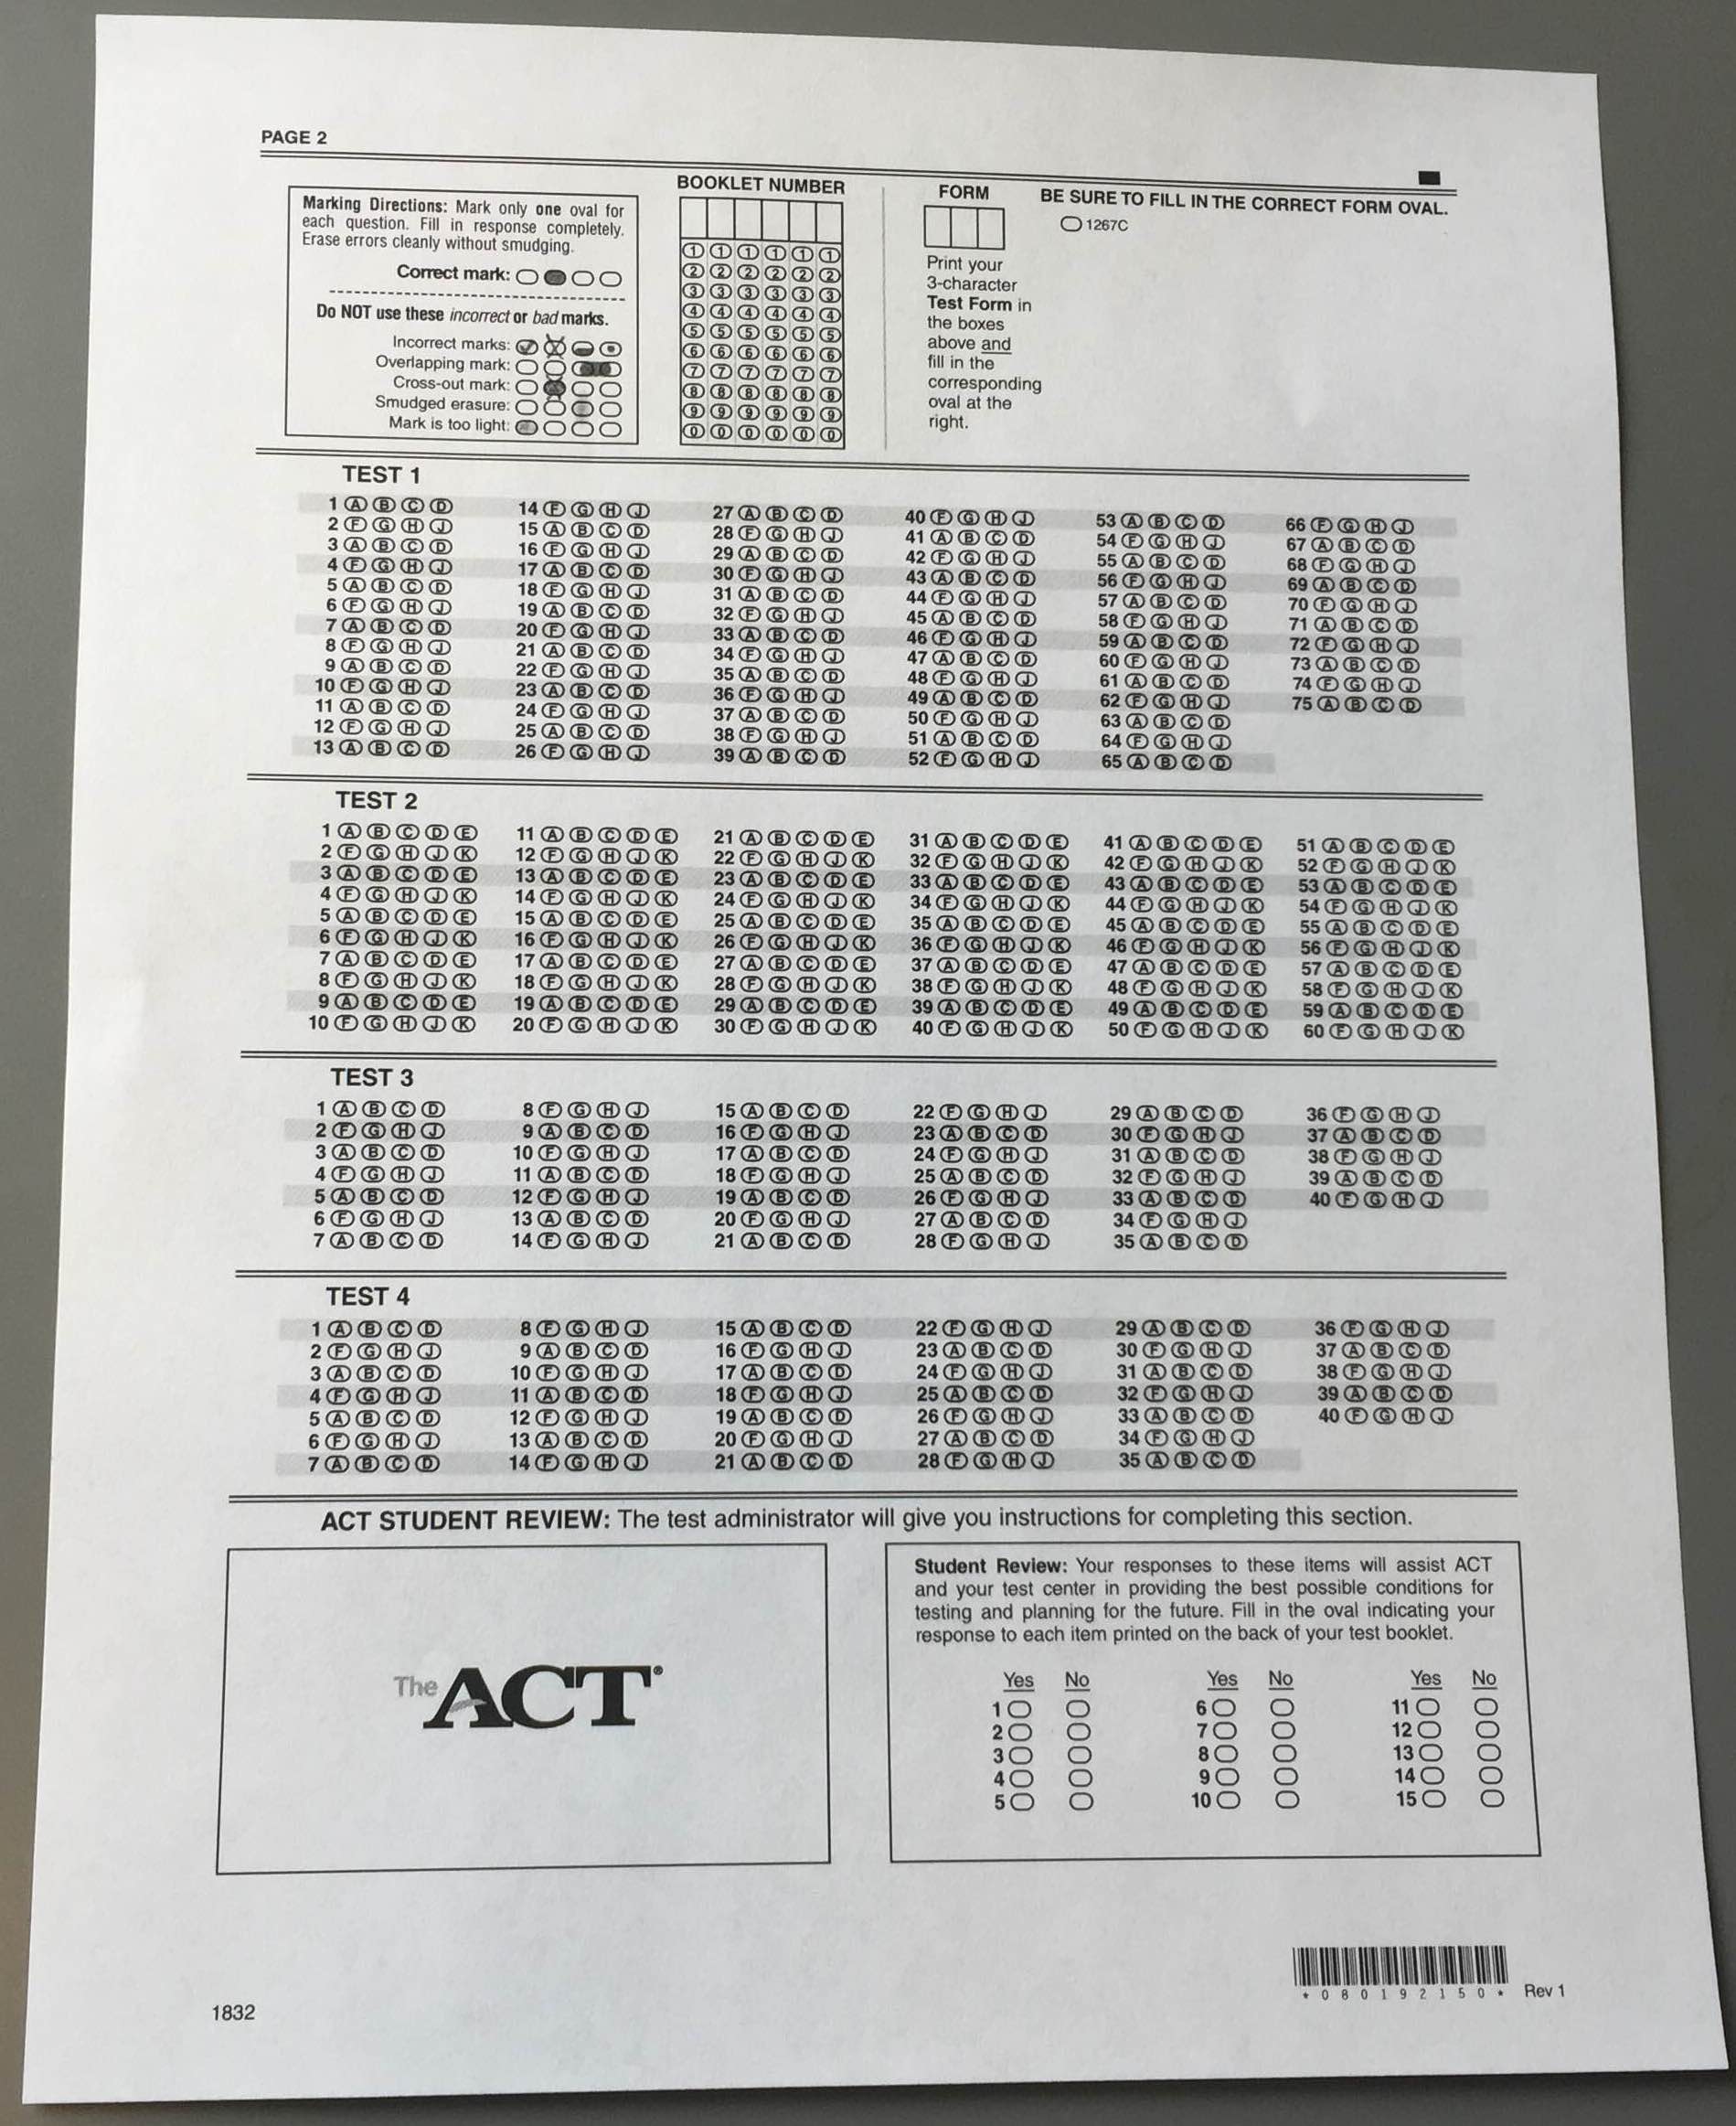 PAGE 2
Marking Directions: Mark only one oval for
each question. Fill in response completely.
Erase errors cleanly without smudging.
Correct mark:
Do NOT use these incorrect or bad marks.
Incorrect marks:
Overlapping mark:
Cross-out mark:
Smudged erasure:
Mark is too light:
BOOKLET NUMBER
1 1 1 1 1 1
2 2 2 2 2 2
3 3 3 3 3 3
4 4 4 4 4 4
5 5 5 5 5 5
6 6 6 6 6 6
7 7 7 7 7 7
8 8 8 8 8 8
9 9 9 9 9 9
0 0 0 0 0 0
FORM
Print your
3-character
Test Form in
the boxes
above and
fill in the
corresponding
oval at the
right.
BE SURE TO FILL IN THE CORRECT FORM OVAL.
1267C
TEST 1
1 A B C D 14 F G H J 27 A B C D 40 F G H J 53 A B C D 66 F G H J
2 F G H J 15 A B C D 28 F G H J 41 A B C D 54 F G H J 67 A B C D
3 A B C D 16 F G H J 29 A B C D 42 F G H J 55 A B C D 68 F G H J
4 F G H J 17 A B C D 30 F G H J 43 A B C D 56 F G H J 69 A B C D
5 A B C D 18 F G H J 31 A B C D 44 F G H J 57 A B C D 70 F G H J
6 F G H J 19 A B C D 32 F G H J 45 A B C D 58 F G H J 71 A B C D
7 A B C D 20 F G H J 33 A B C D 46 F G H J 59 A B C D 72 F G H J
8 F G H J 21 A B C D 34 F G H J 47 A B C D 60 F G H J 73 A B C D
9 A B C D 22 F G H J 35 A B C D 48 F G H J 61 A B C D 74 F G H J
10 F G H J 23 A B C D 36 F G H J 49 A B C D 62 F G H J 75 A B C D
11 A B C D 24 F G H J 37 A B C D 50 F G H J 63 A B C D
12 F G H J 25 A B C D 38 F G H J 51 A B C D 64 F G H J
13 A B C D 26 F G H J 39 A B C D 52 F G H J 65 A B C D
TEST 2
1 A B C D E 11 A B C D E 21 A B C D E 31 A B C D E 41 A B C D E 51 A B C D E
2 F G H J K 12 F G H J K 22 F G H J K 32 F G H J K 42 F G H J K 52 F G H J K
3 A B C D E 13 A B C D E 23 A B C D E 33 A B C D E 43 A B C D E 53 A B C D E
4 F G H J K 14 F G H J K 24 F G H J K 34 F G H J K 44 F G H J K 54 F G H J K
5 A B C D E 15 A B C D E 25 A B C D E 35 A B C D E 45 A B C D E 55 A B C D E
6 F G H J K 16 F G H J K 26 F G H J K 36 F G H J K 46 F G H J K 56 F G H J K
7 A B C D E 17 A B C D E 27 A B C D E 37 A B C D E 47 A B C D E 57 A B C D E
8 F G H J K 18 F G H J K 28 F G H J K 38 F G H J K 48 F G H J K 58 F G H J K
9 A B C D E 19 A B C D E 29 A B C D E 39 A B C D E 49 A B C D E 59 A B C D E
10 F G H J K 20 F G H J K 30 F G H J K 40 F G H J K 50 F G H J K 60 F G H J K
TEST 3
1 A B C D 8 F G H J 15 A B C D 22 F G H J 29 A B C D 36 F G H J
2 F G H J 9 A B C D 16 F G H J 23 A B C D 30 F G H J 37 A B C D
3 A B C D 10 F G H J 17 A B C D 24 F G H J 31 A B C D 38 F G H J
4 F G H J 11 A B C D 18 F G H J 25 A B C D 32 F G H J 39 A B C D
5 A B C D 12 F G H J 19 A B C D 26 F G H J 33 A B C D 40 F G H J
6 F G H J 13 A B C D 20 F G H J 27 A B C D 34 F G H J
7 A B C D 14 F G H J 21 A B C D 28 F G H J 35 A B C D
TEST 4
1 A B C D 8 F G H J 15 A B C D 22 F G H J 29 A B C D 36 F G H J
2 F G H J 9 A B C D 16 F G H J 23 A B C D 30 F G H J 37 A B C D
3 A B C D 10 F G H J 17 A B C D 24 F G H J 31 A B C D 38 F G H J
4 F G H J 11 A B C D 18 F G H J 25 A B C D 32 F G H J 39 A B C D
5 A B C D 12 F G H J 19 A B C D 26 F G H J 33 A B C D 40 F G H J
6 F G H J 13 A B C D 20 F G H J 27 A B C D 34 F G H J
7 A B C D 14 F G H J 21 A B C D 28 F G H J 35 A B C D
ACT STUDENT REVIEW: The test administrator will give you instructions for completing this section.
The ACT®
Student Review: Your responses to these items will assist ACT
and your test center in providing the best possible conditions for
testing and planning for the future. Fill in the oval indicating your
response to each item printed on the back of your test booklet.
Yes No Yes No Yes No
1 6 11
2 7 12
3 8 13
4 9 14
5 10 15
*080192150* Rev 1
1832